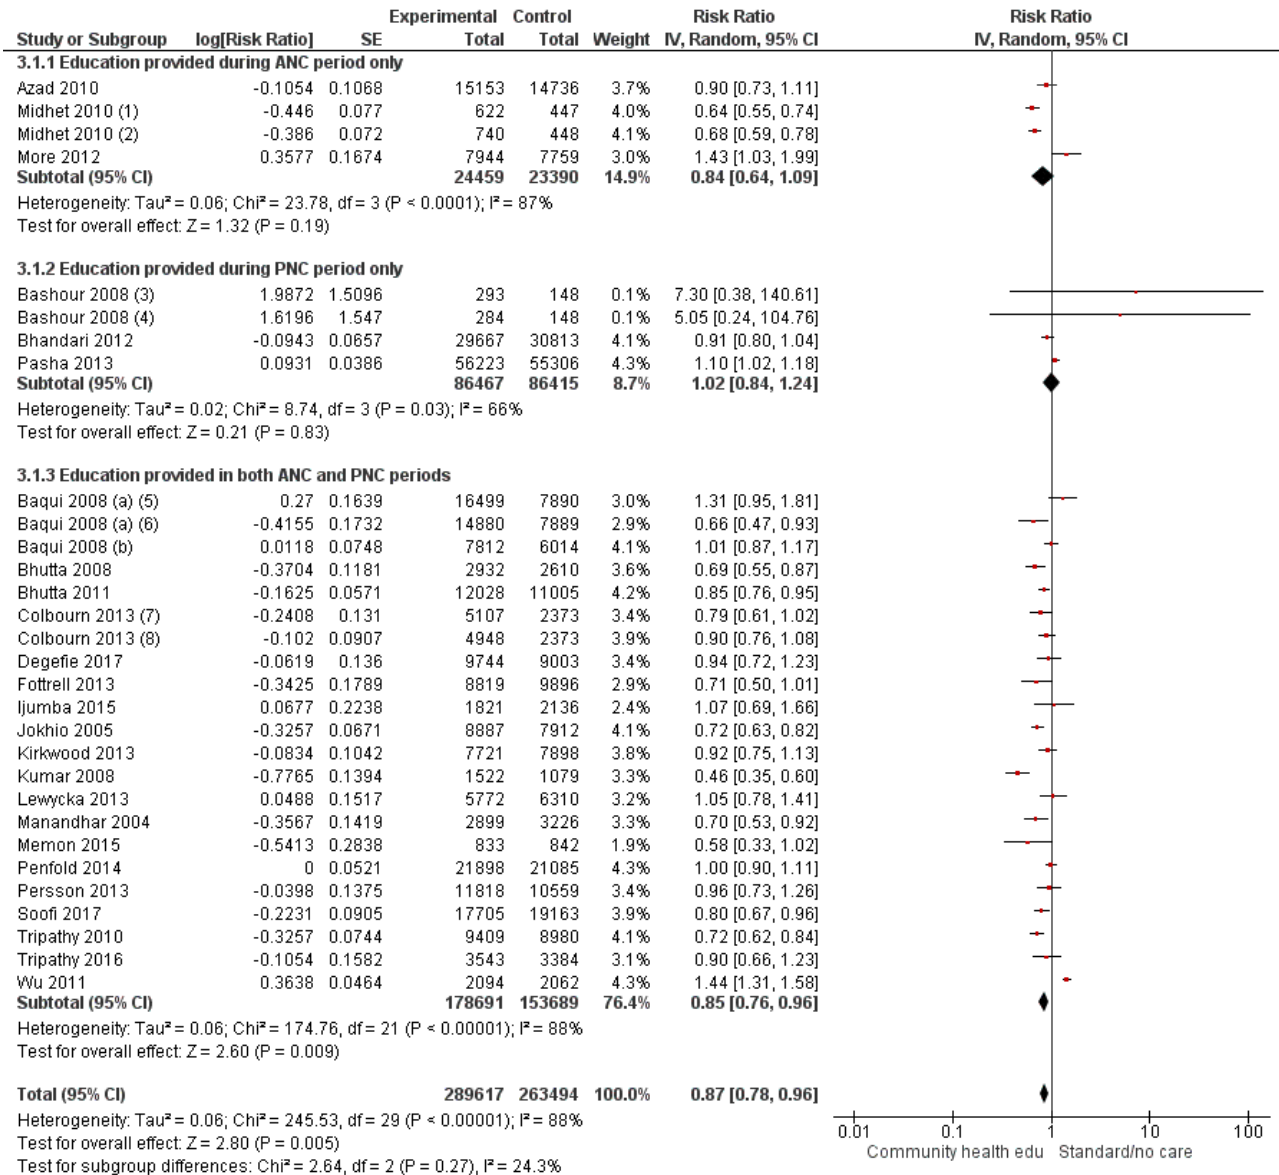 Experimental Control Risk Ratio Risk Ratio
Study or Subgroup log[Risk Ratio] SE Total Total Weight IV, Random, 95% CI IV, Random, 95% CI
3.1.1 Education provided during ANC period only
Azad 2010 -0.1054 0.1068 15153 14736 3.7% 0.90 [0.73, 1.11]
Midhet 2010 (1) -0.446 0.077 622 447 4.0% 0.64 [0.55, 0.74]
Midhet 2010 (2) -0.386 0.072 740 448 4.1% 0.68 [0.59, 0.78]
More 2012 0.3577 0.1674 7944 7759 3.0% 1.43 [1.03, 1.99]
Subtotal (95% CI) 24459 23390 14.9% 0.84 [0.64, 1.09]
Heterogeneity: Tau² = 0.06; Chi² = 23.78, df = 3 (P < 0.0001); I² = 87%
Test for overall effect: Z = 1.32 (P = 0.19)
3.1.2 Education provided during PNC period only
Bashour 2008 (3) 1.9872 1.5096 293 148 0.1% 7.30 [0.38, 140.61]
Bashour 2008 (4) 1.6196 1.547 284 148 0.1% 5.05 [0.24, 104.76]
Bhandari 2012 -0.0943 0.0657 29667 30813 4.1% 0.91 [0.80, 1.04]
Pasha 2013 0.0931 0.0386 56223 55306 4.3% 1.10 [1.02, 1.18]
Subtotal (95% CI) 86467 86415 8.7% 1.02 [0.84, 1.24]
Heterogeneity: Tau² = 0.02; Chi² = 8.74, df = 3 (P = 0.03); I² = 66%
Test for overall effect: Z = 0.21 (P = 0.83)
3.1.3 Education provided in both ANC and PNC periods
Baqui 2008 (a) (5) 0.27 0.1639 16499 7890 3.0% 1.31 [0.95, 1.81]
Baqui 2008 (a) (6) -0.4155 0.1732 14880 7889 2.9% 0.66 [0.47, 0.93]
Baqui 2008 (b) 0.0118 0.0748 7812 6014 4.1% 1.01 [0.87, 1.17]
Bhutta 2008 -0.3704 0.1181 2932 2610 3.6% 0.69 [0.55, 0.87]
Bhutta 2011 -0.1625 0.0571 12028 11005 4.2% 0.85 [0.76, 0.95]
Colbourn 2013 (7) -0.2408 0.131 5107 2373 3.4% 0.79 [0.61, 1.02]
Colbourn 2013 (8) -0.102 0.0907 4948 2373 3.9% 0.90 [0.76, 1.08]
Degefie 2017 -0.0619 0.136 9744 9003 3.4% 0.94 [0.72, 1.23]
Fottrell 2013 -0.3425 0.1789 8819 9896 2.9% 0.71 [0.50, 1.01]
Ijumba 2015 0.0677 0.2238 1821 2136 2.4% 1.07 [0.69, 1.66]
Jokhio 2005 -0.3257 0.0671 8887 7912 4.1% 0.72 [0.63, 0.82]
Kirkwood 2013 -0.0834 0.1042 7721 7898 3.8% 0.92 [0.75, 1.13]
Kumar 2008 -0.7765 0.1394 1522 1079 3.3% 0.46 [0.35, 0.60]
Lewycka 2013 0.0488 0.1517 5772 6310 3.2% 1.05 [0.78, 1.41]
Manandhar 2004 -0.3567 0.1419 2899 3226 3.3% 0.70 [0.53, 0.92]
Memon 2015 -0.5413 0.2838 833 842 1.9% 0.58 [0.33, 1.02]
Penfold 2014 0 0.0521 21898 21085 4.3% 1.00 [0.90, 1.11]
Persson 2013 -0.0398 0.1375 11818 10559 3.4% 0.96 [0.73, 1.26]
Soofi 2017 -0.2231 0.0905 17705 19163 3.9% 0.80 [0.67, 0.96]
Tripathy 2010 -0.3257 0.0744 9409 8980 4.1% 0.72 [0.62, 0.84]
Tripathy 2016 -0.1054 0.1582 3543 3384 3.1% 0.90 [0.66, 1.23]
Wu 2011 0.3638 0.0464 2094 2062 4.3% 1.44 [1.31, 1.58]
Subtotal (95% CI) 178691 153689 76.4% 0.85 [0.76, 0.96]
Heterogeneity: Tau² = 0.06; Chi² = 174.76, df = 21 (P < 0.00001); I² = 88%
Test for overall effect: Z = 2.60 (P = 0.009)
Total (95% CI) 289617 263494 100.0% 0.87 [0.78, 0.96]
Heterogeneity: Tau² = 0.06; Chi² = 245.53, df = 29 (P < 0.00001); I² = 88%
Test for overall effect: Z = 2.80 (P = 0.005)
Test for subgroup differences: Chi² = 2.64, df = 2 (P = 0.27), I² = 24.3%
0.01 0.1 1 10 100
Community health edu Standard/no care